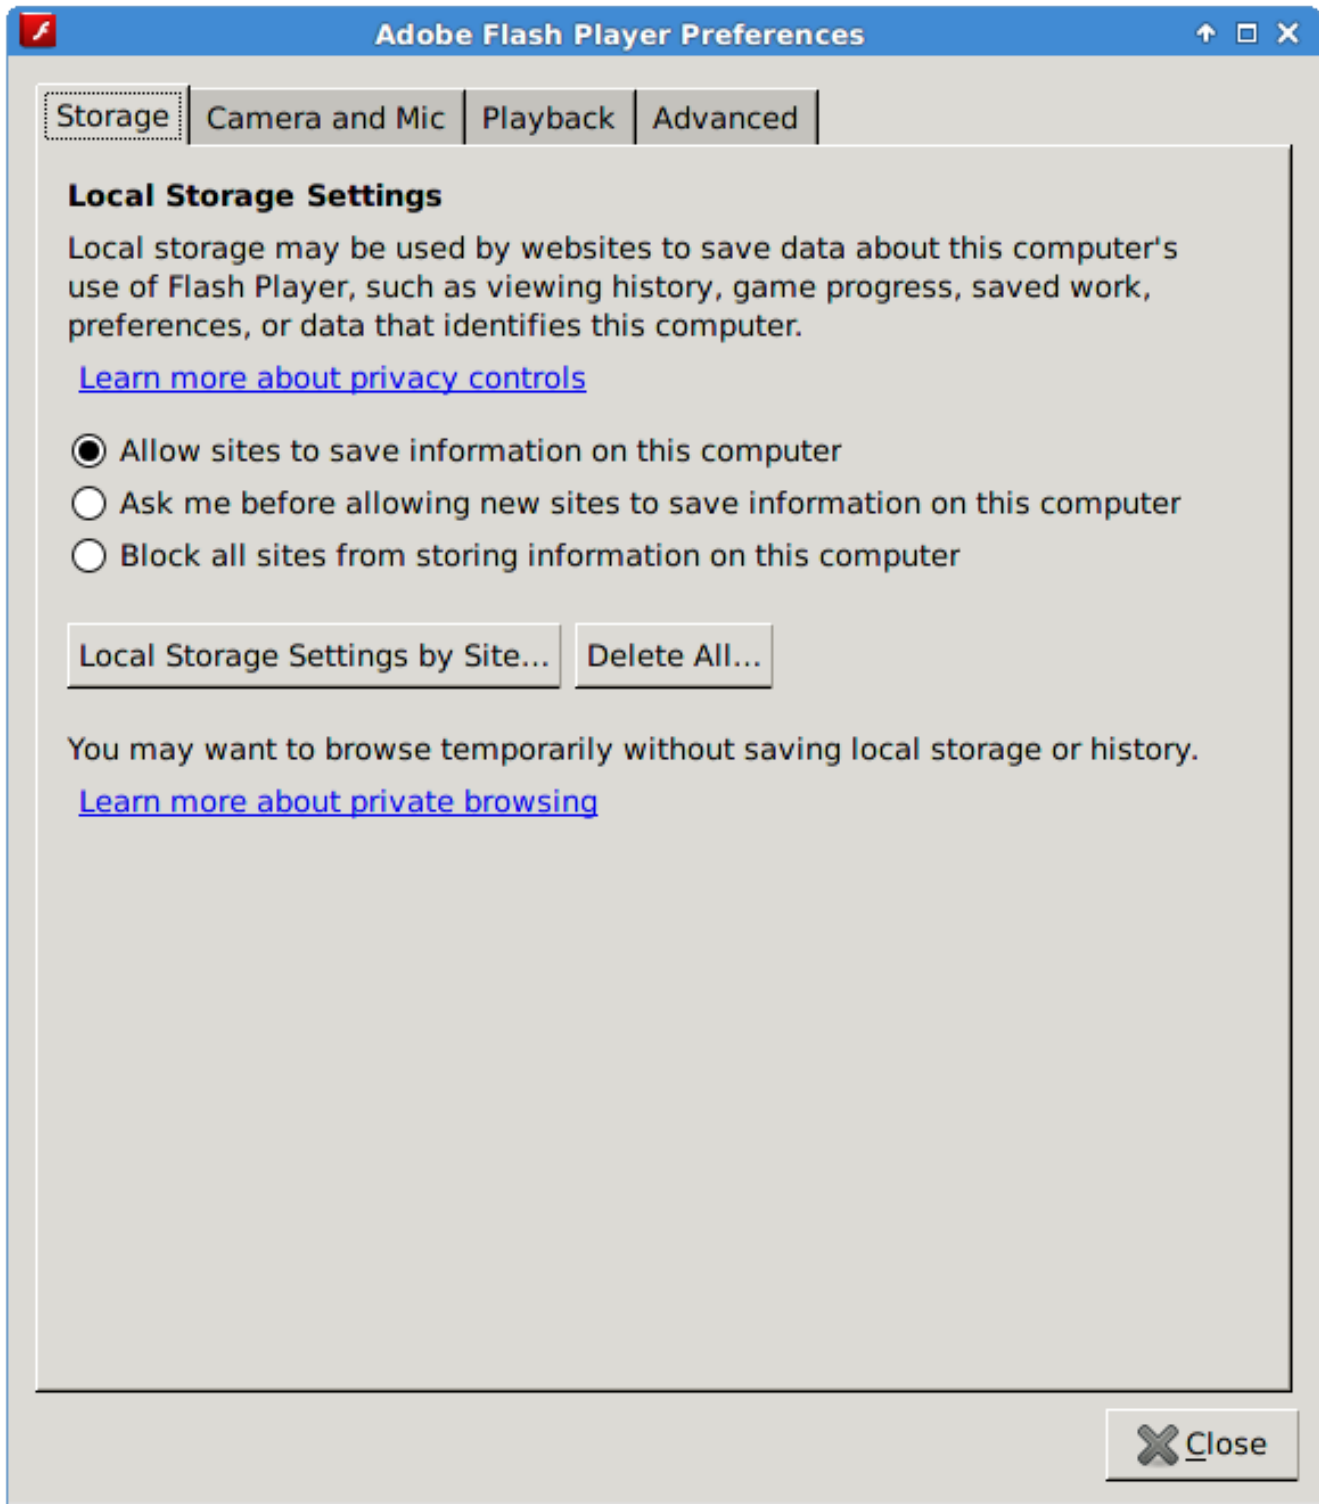 Adobe Flash Player Preferences
Storage
Camera and Mic
Playback
Advanced
Local Storage Settings
Local storage may be used by websites to save data about this computer's
use of Flash Player, such as viewing history, game progress, saved work,
preferences, or data that identifies this computer.
Learn more about privacy controls
Allow sites to save information on this computer
Ask me before allowing new sites to save information on this computer
Block all sites from storing information on this computer
Local Storage Settings by Site...
Delete All...
You may want to browse temporarily without saving local storage or history.
Learn more about private browsing
Close